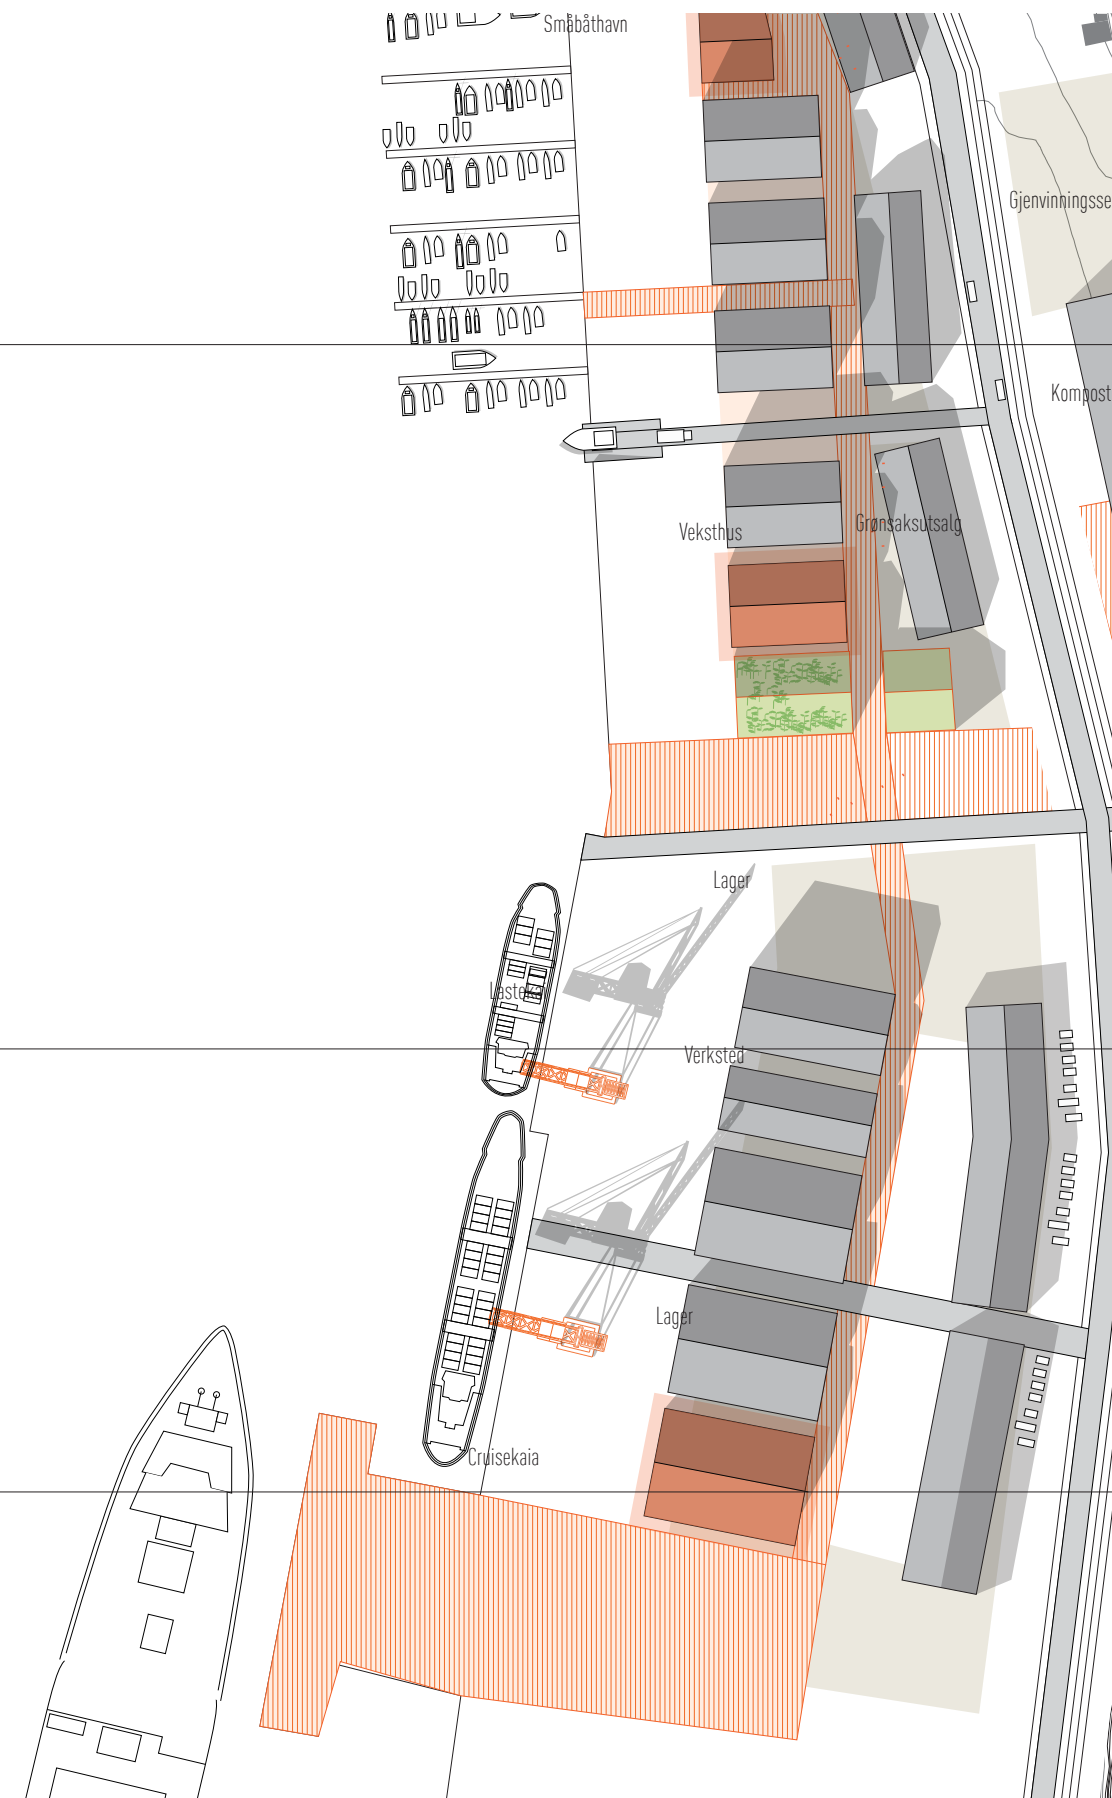 Småbåthavn
Gjenvinningsse
Kompost
Veksthus
Grønsaksutsalg
Lager
Lastekai
Verksted
Lager
Cruisekaia